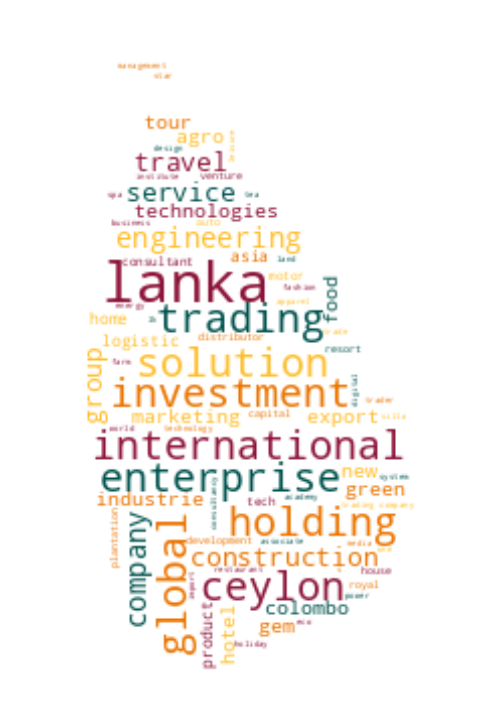 management
star
tour
agro
design
travel
institute
venture
spa
service
tea
technologies
business
auto
engineering
asia
land
consultant
lanka
motor
fashion
food
apparel
energy
home
trading
trade
logistic
distributor
resort
group
farm
solution
investment
digital
trader
marketing
capital
export
villa
world
technology
international
enterprise
new
system
green
industrie
tech
academy
trading company
consultancy
plantation
company
global
holding
development
associate
media
construction
restaurant
house
ceylon
royal
power
import
product
hotel
colombo
gem
eco
holiday